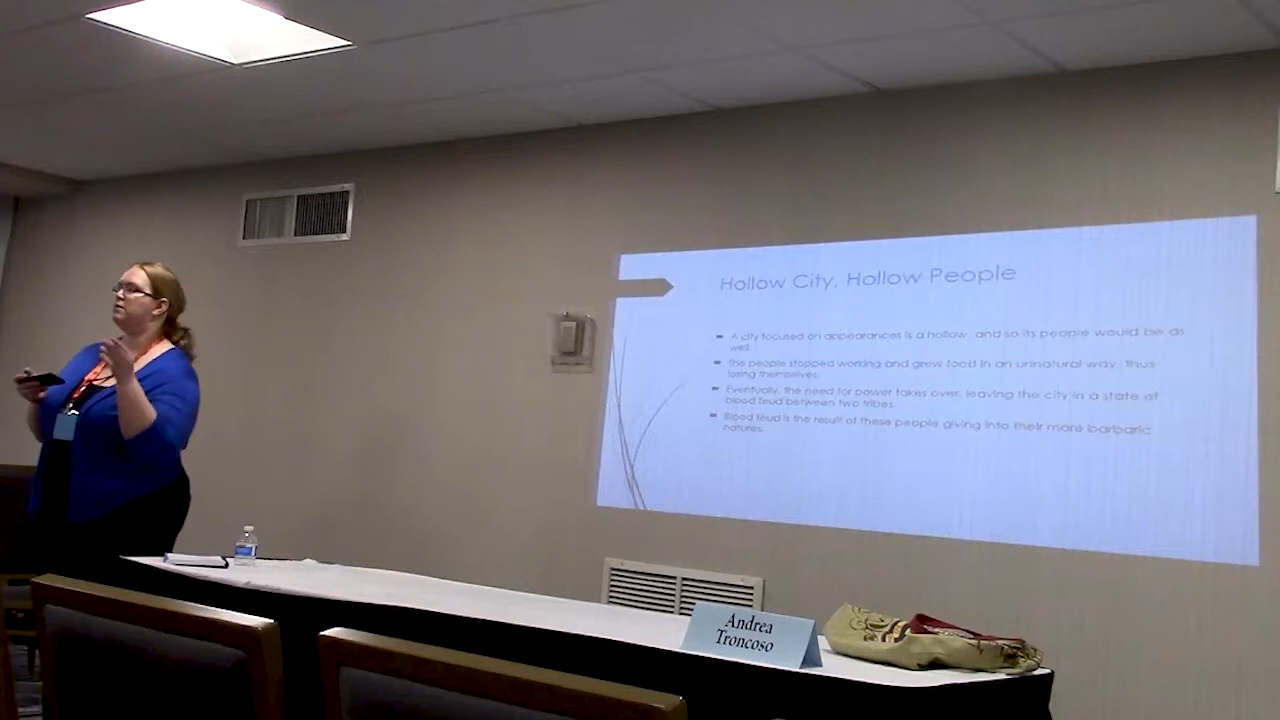 Hollow City, Hollow People
A city focused on appearances is a hollow, and so its people would be as
well.
The people stopped working and grew food in an unnatural way, thus
losing themselves.
Eventually, the need for power takes over, leaving the city in a state of
blood feud between two tribes.
Blood feud is the result of these people giving into their more barbaric
natures.
Andrea
Troncoso